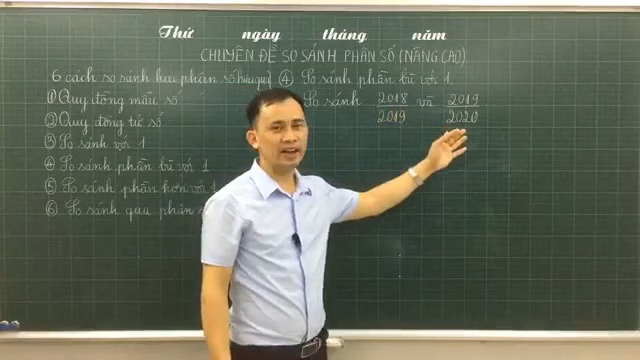 Thứ ngày tháng năm
CHUYÊN ĐỀ SO SÁNH PHÂN SỐ (NÂNG CAO)
6 cách so sánh hai phân số
① Quy đồng mẫu số
② Quy đồng tử số
③ So sánh với 1
④ So sánh phần bù với 1
⑤ So sánh phần hơn với 1
⑥ So sánh qua phân
④ So sánh phần bù với 1
So sánh 2018/2019 và 2019/2020